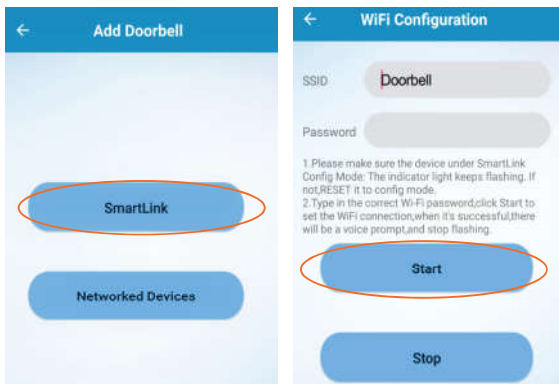 Add Doorbell
SmartLink
Networked Devices
WiFi Configuration
SSID Doorbell
Password
1.Please make sure the device under SmartLink
Config Mode: The indicator light keeps flashing. If
not,RESET it to config mode.
2.Type in the correct Wi-Fi password,click Start to
set the WiFi connection,when it's successful,there
will be a voice prompt,and stop flashing.
Start
Stop